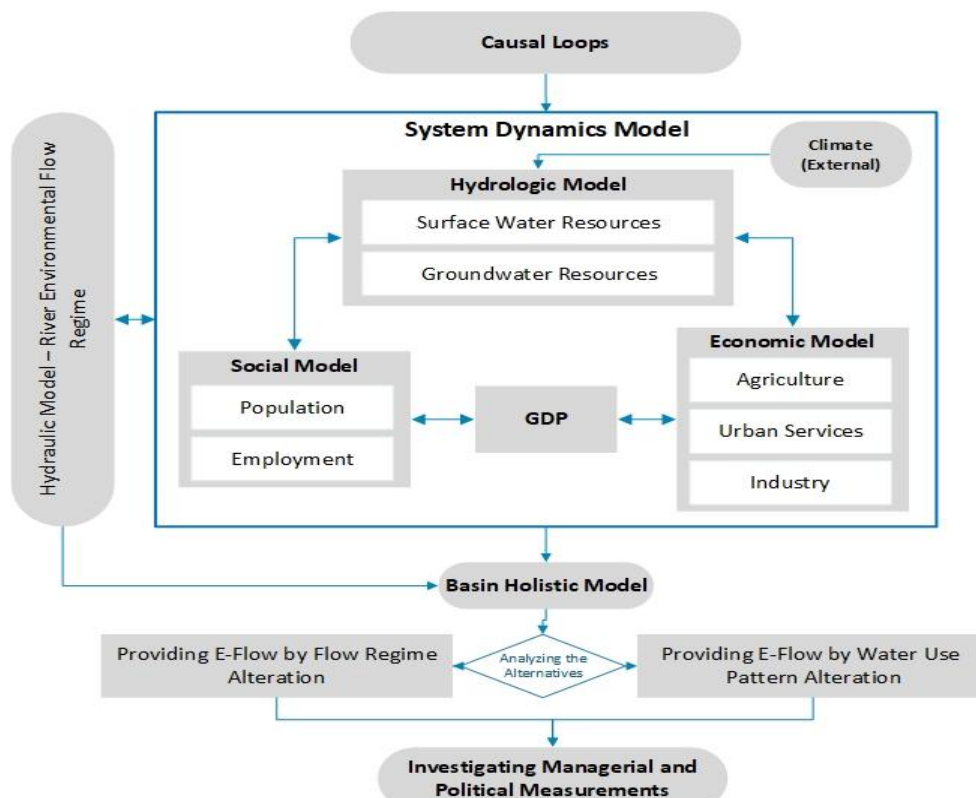 Causal Loops
System Dynamics Model
Climate
(External)
Hydrologic Model
Surface Water Resources
Groundwater Resources
Hydraulic Model – River Environmental Flow
Regime
Social Model
Population
Employment
GDP
Economic Model
Agriculture
Urban Services
Industry
Basin Holistic Model
Providing E-Flow by Flow Regime
Alteration
Analyzing the
Alternatives
Providing E-Flow by Water Use
Pattern Alteration
Investigating Managerial and
Political Measurements